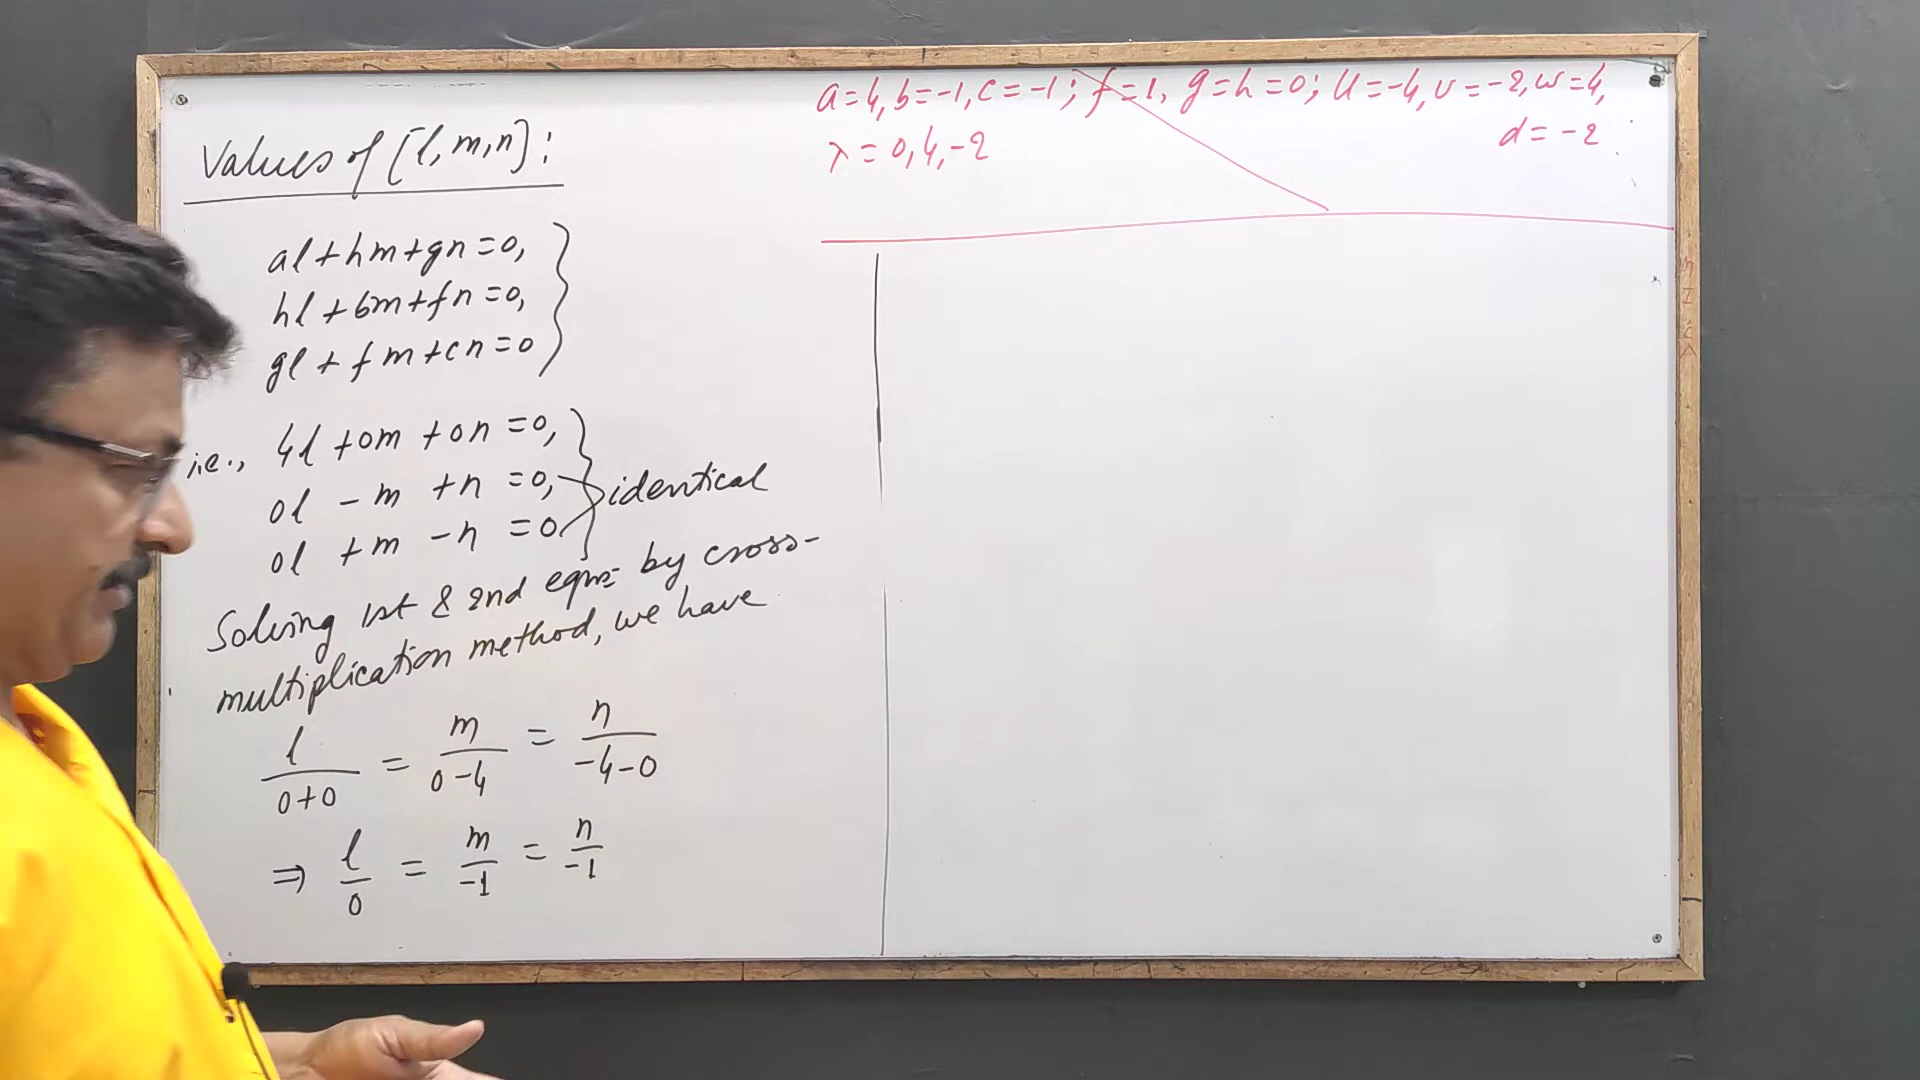 a=4, b=-1, c=-1; f=1, g=h=0; u=-4, v=-2, w=4,
d=-2
λ=0,4,-2
Values of [l,m,n]:
al+hm+gn=0,
hl+bm+fn=0,
gl+fm+cn=0
i.e., 4l+0m+0n=0,
0l-m+n=0,
0l+m-n=0
identical
Solving 1st & 2nd eqns by cross-
multiplication method, we have
l/(0+0) = m/(0-4) = n/(-4-0)
⇒ l/0 = m/-1 = n/-1